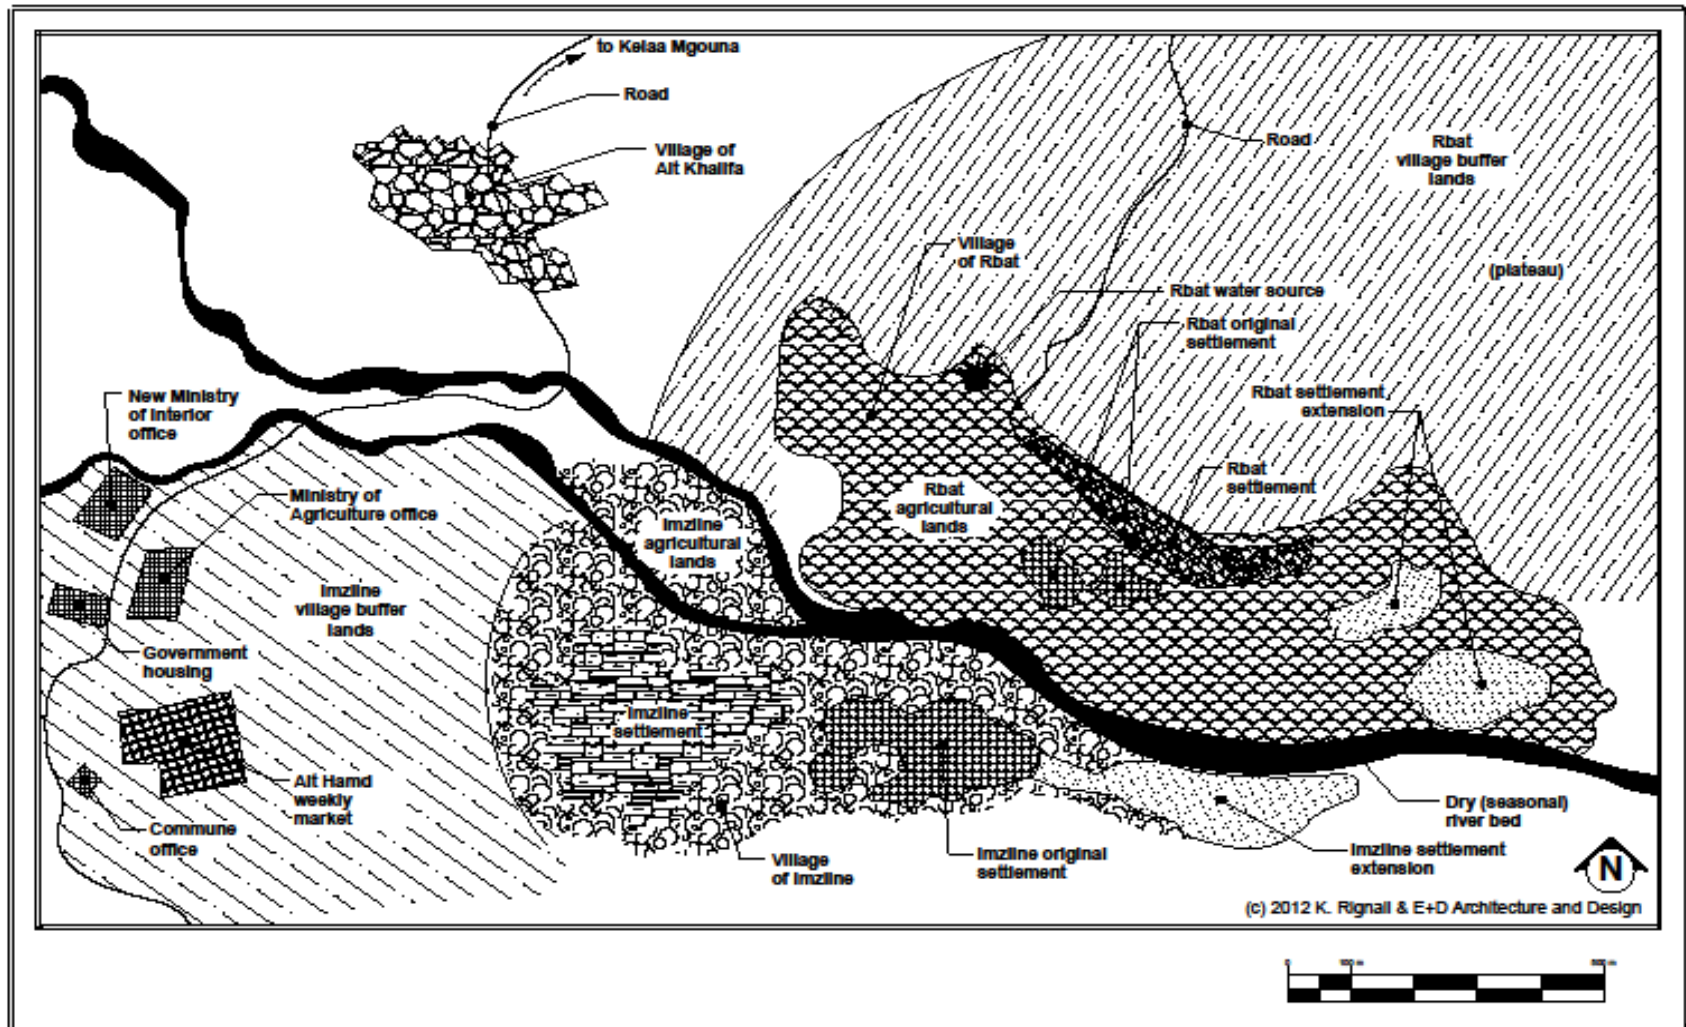 to Kelaa Mgouna
Road
Village of
Ait Khalifa
Road
Rbat
village buffer
lands
(plateau)
Village
of Rbat
Rbat water source
Rbat original
settlement
Rbat settlement
extension
New Ministry
of Interior
office
Ministry of
Agriculture office
Rbat
settlement
Rbat
agricultural
lands
Imzline
agricultural
lands
Imzline
village buffer
lands
Government
housing
Imzline
settlement
Ait Hamd
weekly
market
Commune
office
Village
of Imzline
Imzline original
settlement
Dry (seasonal)
river bed
Imzline settlement
extension
N
(c) 2012 K. Rignall & E+D Architecture and Design
0 100 m 500 m